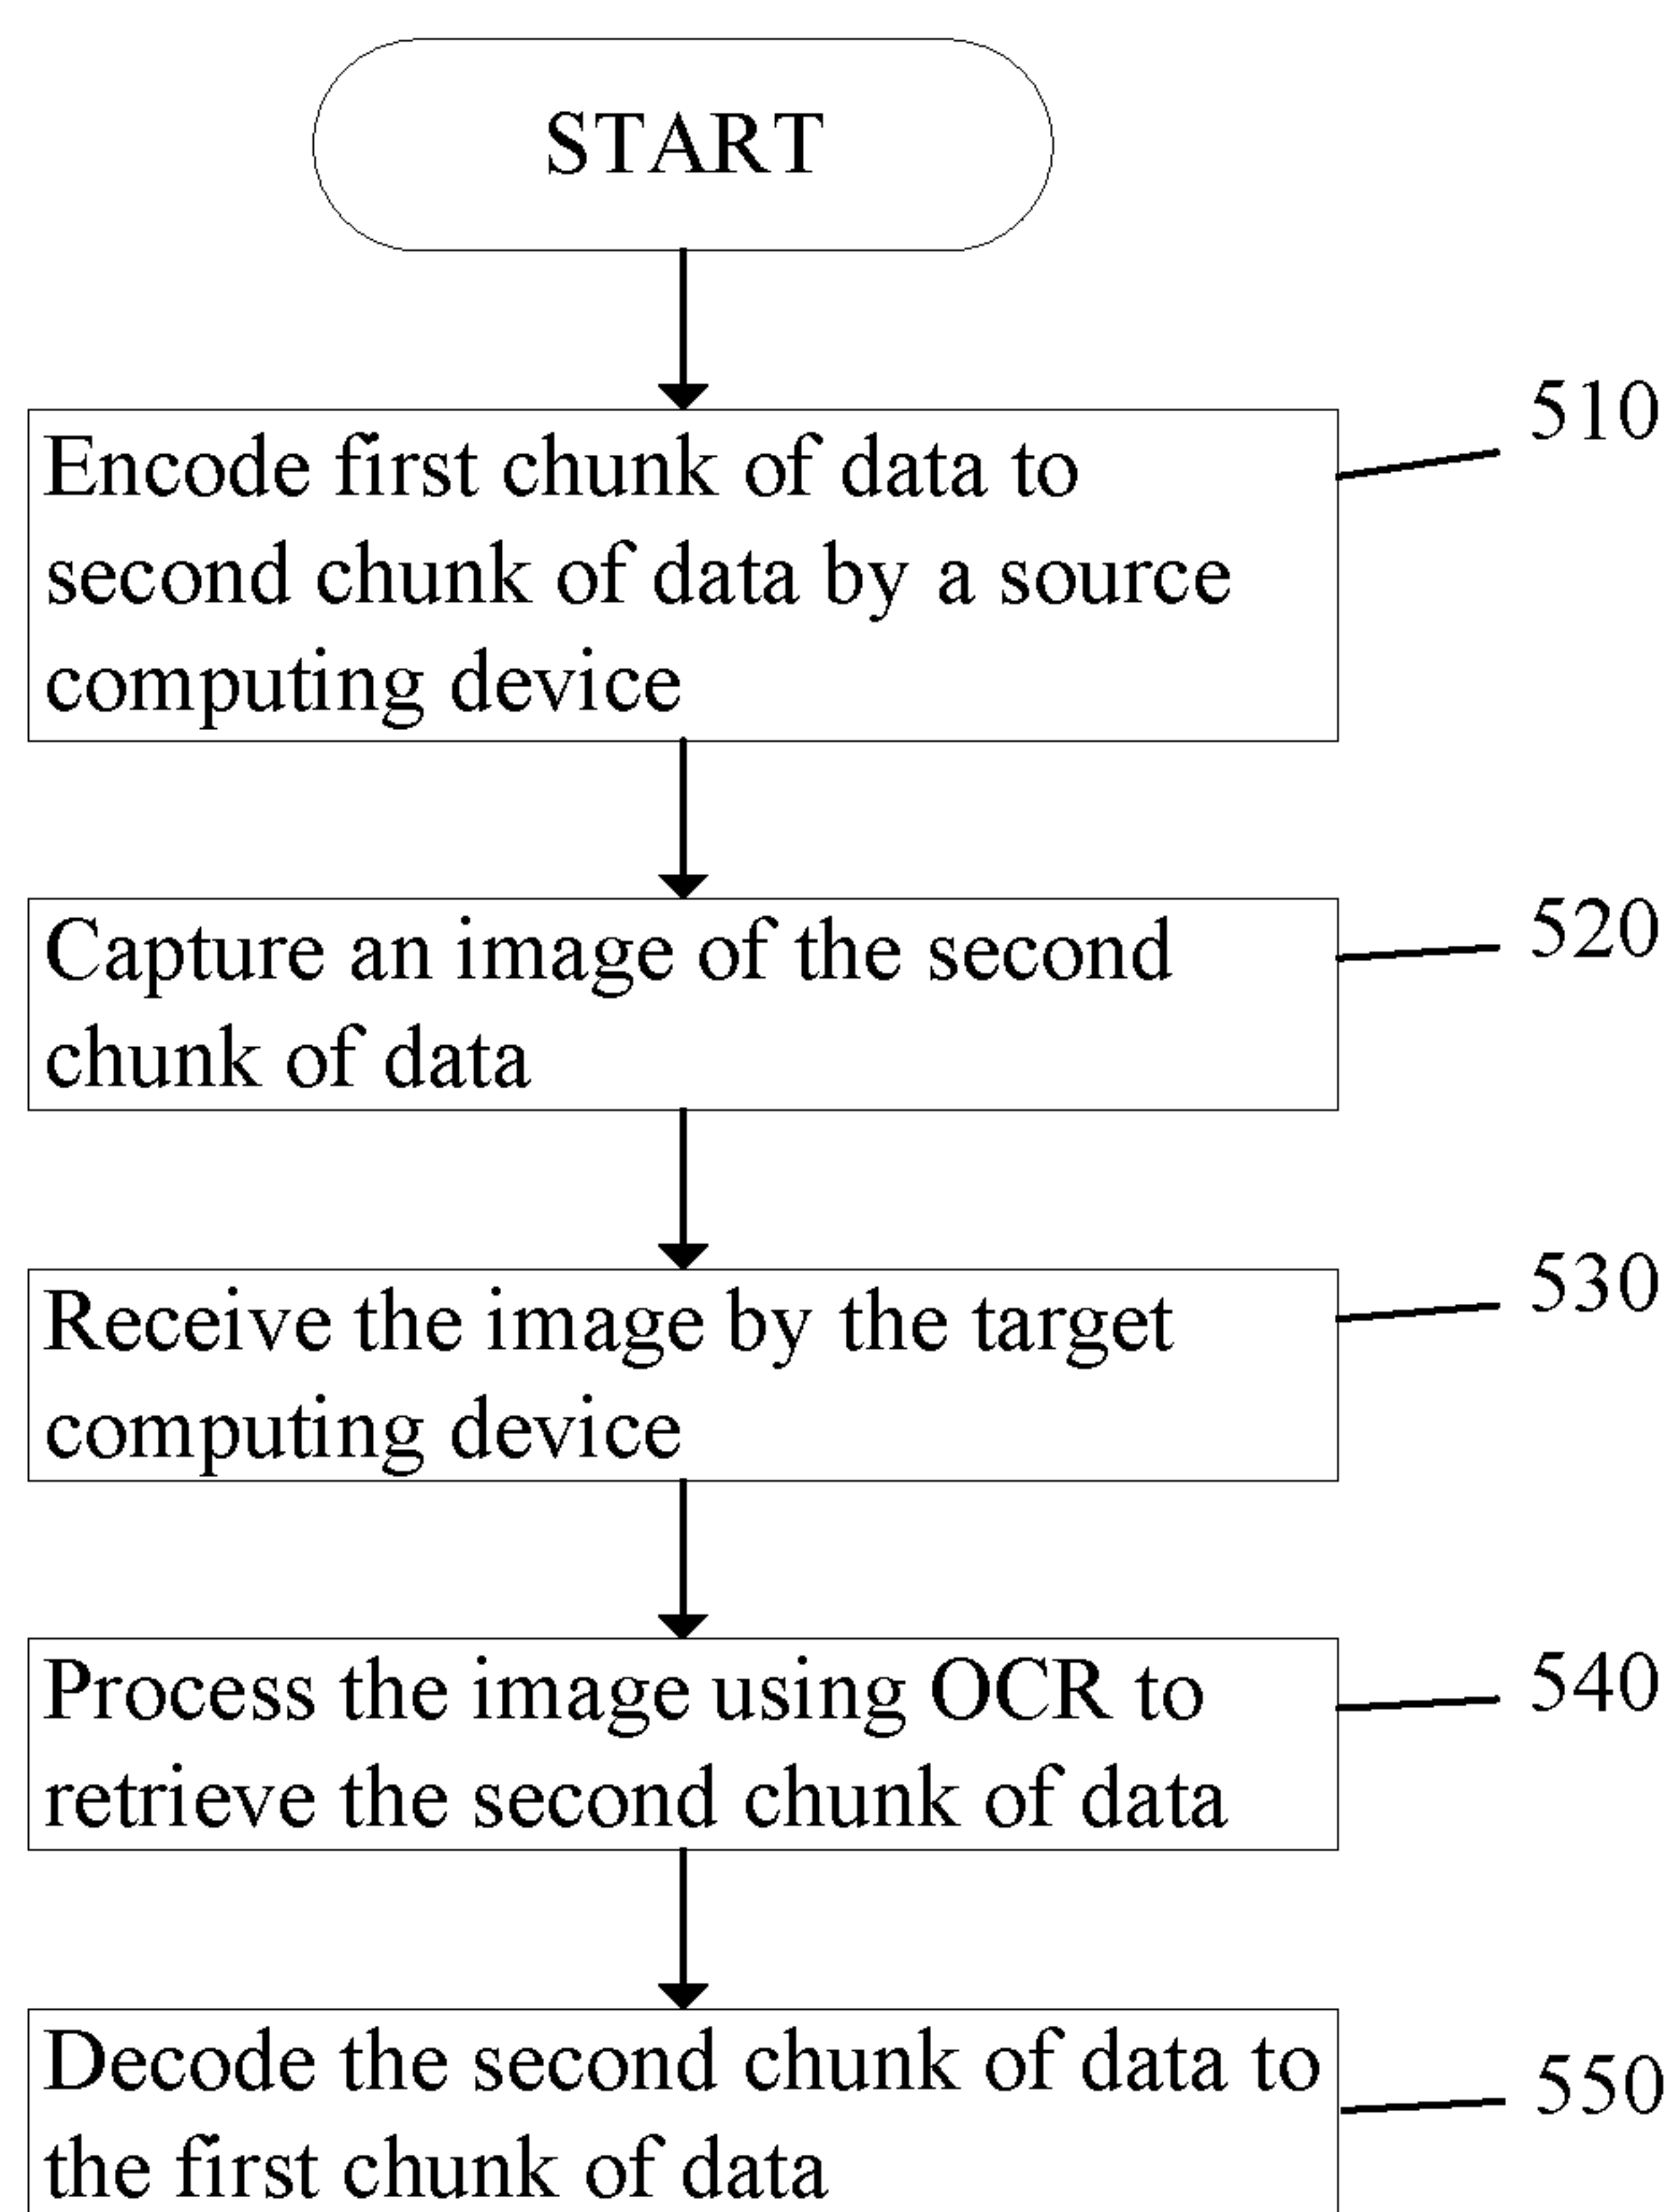 START
510
Encode first chunk of data to
second chunk of data by a source
computing device
520
Capture an image of the second
chunk of data
530
Receive the image by the target
computing device
540
Process the image using OCR to
retrieve the second chunk of data
550
Decode the second chunk of data to
the first chunk of data